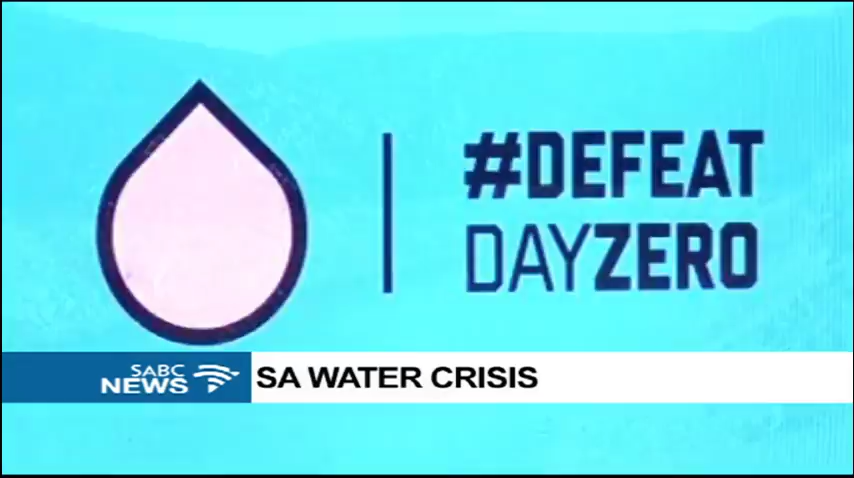 #DEFEAT
DAYZERO
SABC
NEWS
SA WATER CRISIS